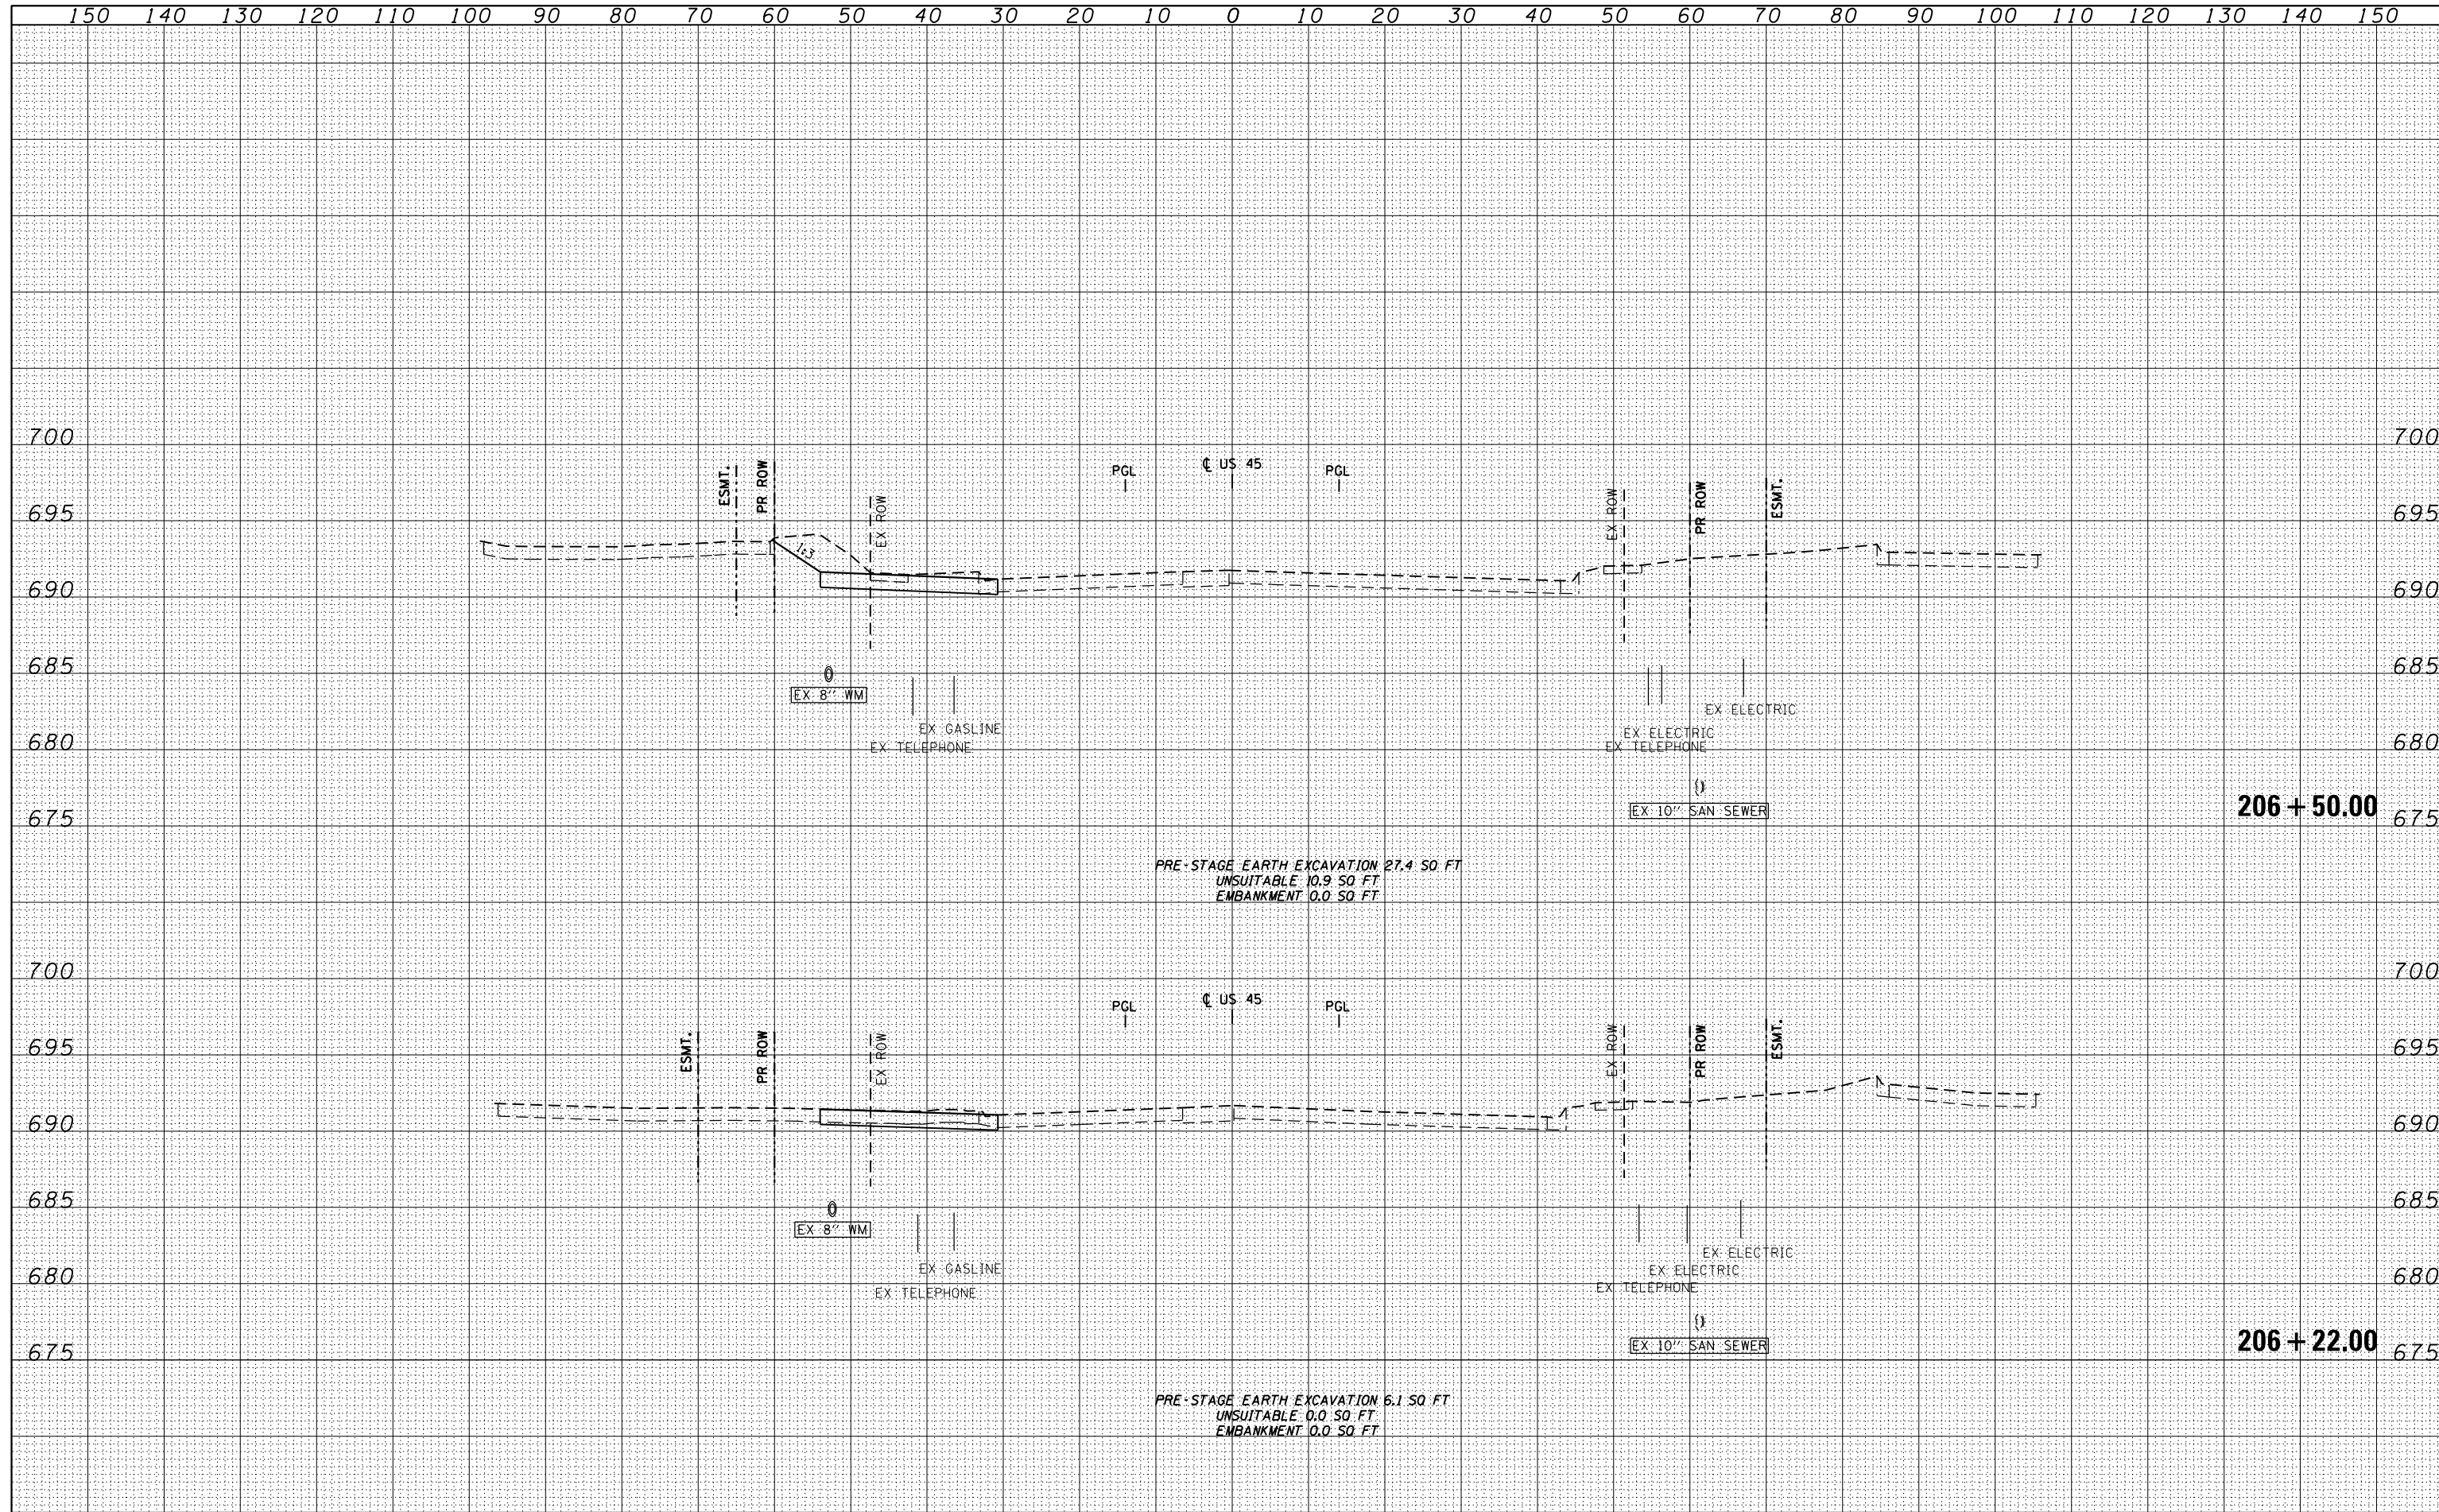 150 140 130 120 110 100 90 80 70 60 50 40 30 20 10 0 10 20 30 40 50 60 70 80 90 100 110 120 130 140 150
700 700
ESMT. PR ROW EX ROW PGL ℄ US 45 PGL EX ROW PR ROW ESMT.
695 695
1:3
690 690
685 685
EX 8'' WM
EX ELECTRIC
EX GASLINE EX ELECTRIC
EX TELEPHONE EX TELEPHONE
680 680
EX 10'' SAN SEWER
206 + 50.00
675 675
PRE-STAGE EARTH EXCAVATION 27.4 SQ FT
UNSUITABLE 10.9 SQ FT
EMBANKMENT 0.0 SQ FT
700 700
ESMT. PR ROW EX ROW PGL ℄ US 45 PGL EX ROW PR ROW ESMT.
695 695
690 690
685 685
EX 8'' WM
EX ELECTRIC
EX GASLINE EX ELECTRIC
EX TELEPHONE EX TELEPHONE
680 680
EX 10'' SAN SEWER
206 + 22.00
675 675
PRE-STAGE EARTH EXCAVATION 6.1 SQ FT
UNSUITABLE 0.0 SQ FT
EMBANKMENT 0.0 SQ FT